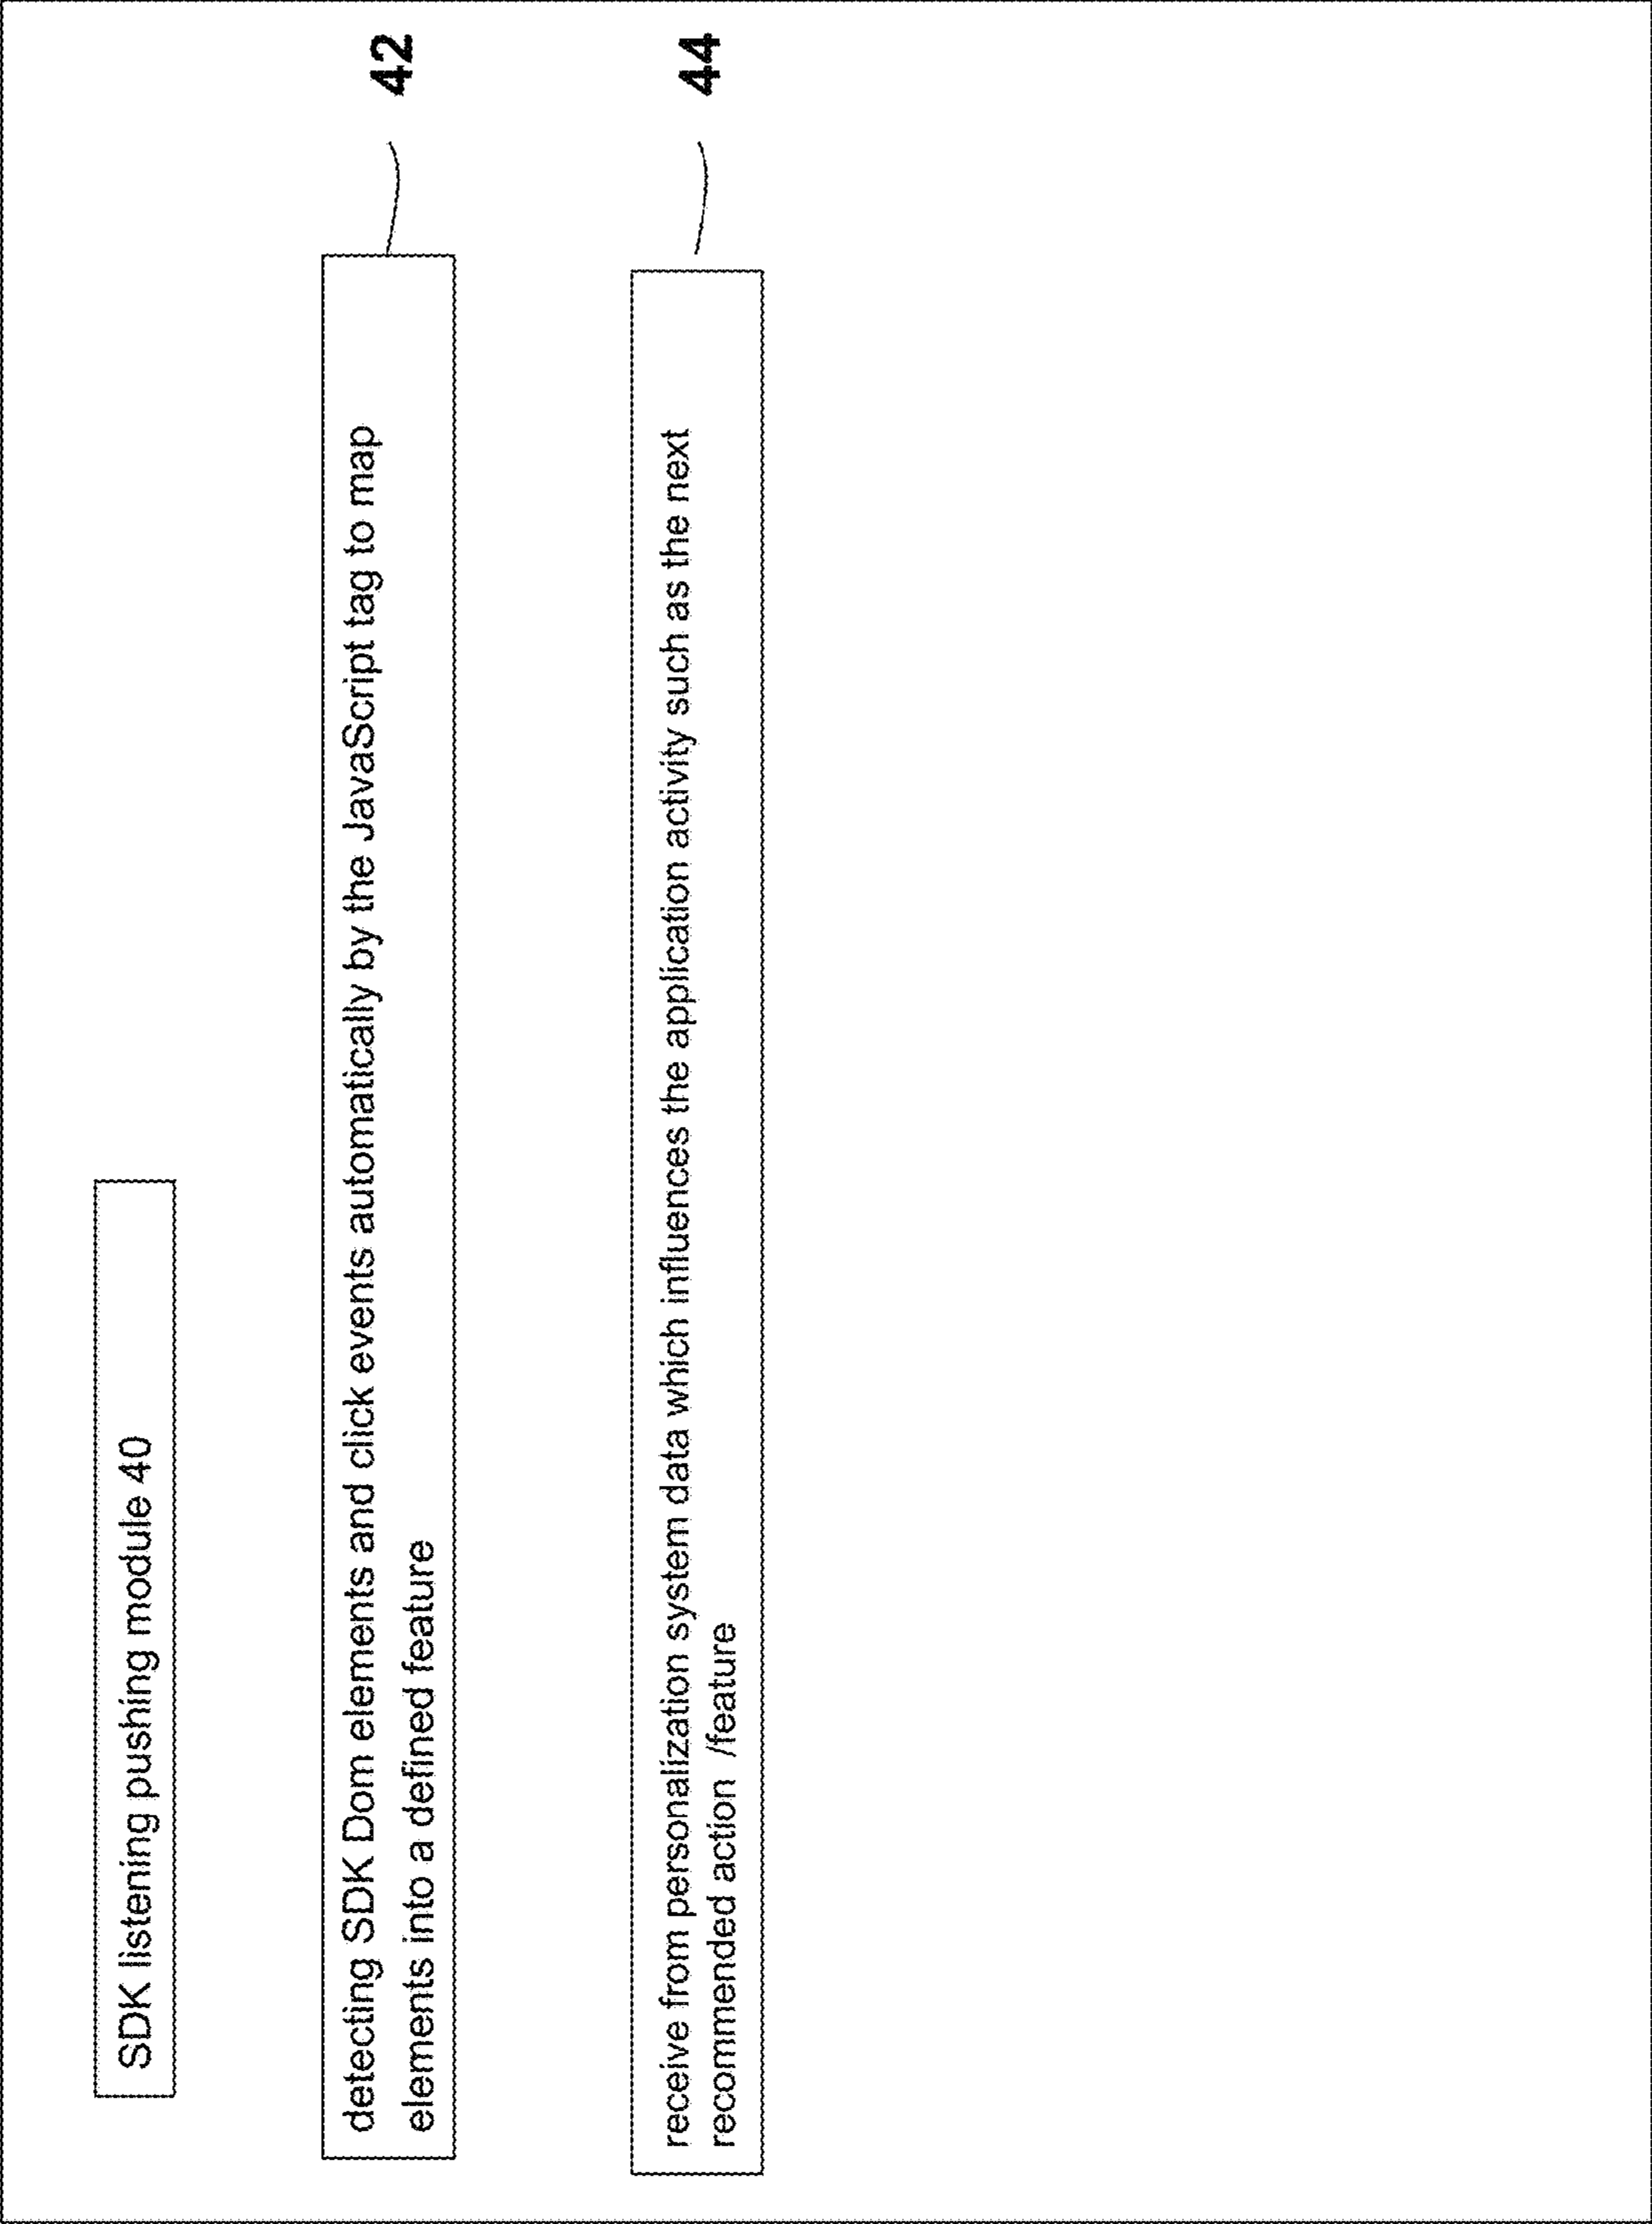 SDK listening pushing module 40
detecting SDK Dom elements and click events automatically by the JavaScript tag to map
elements into a defined feature
42
receive from personalization system data which influences the application activity such as the next
recommended action /feature
44